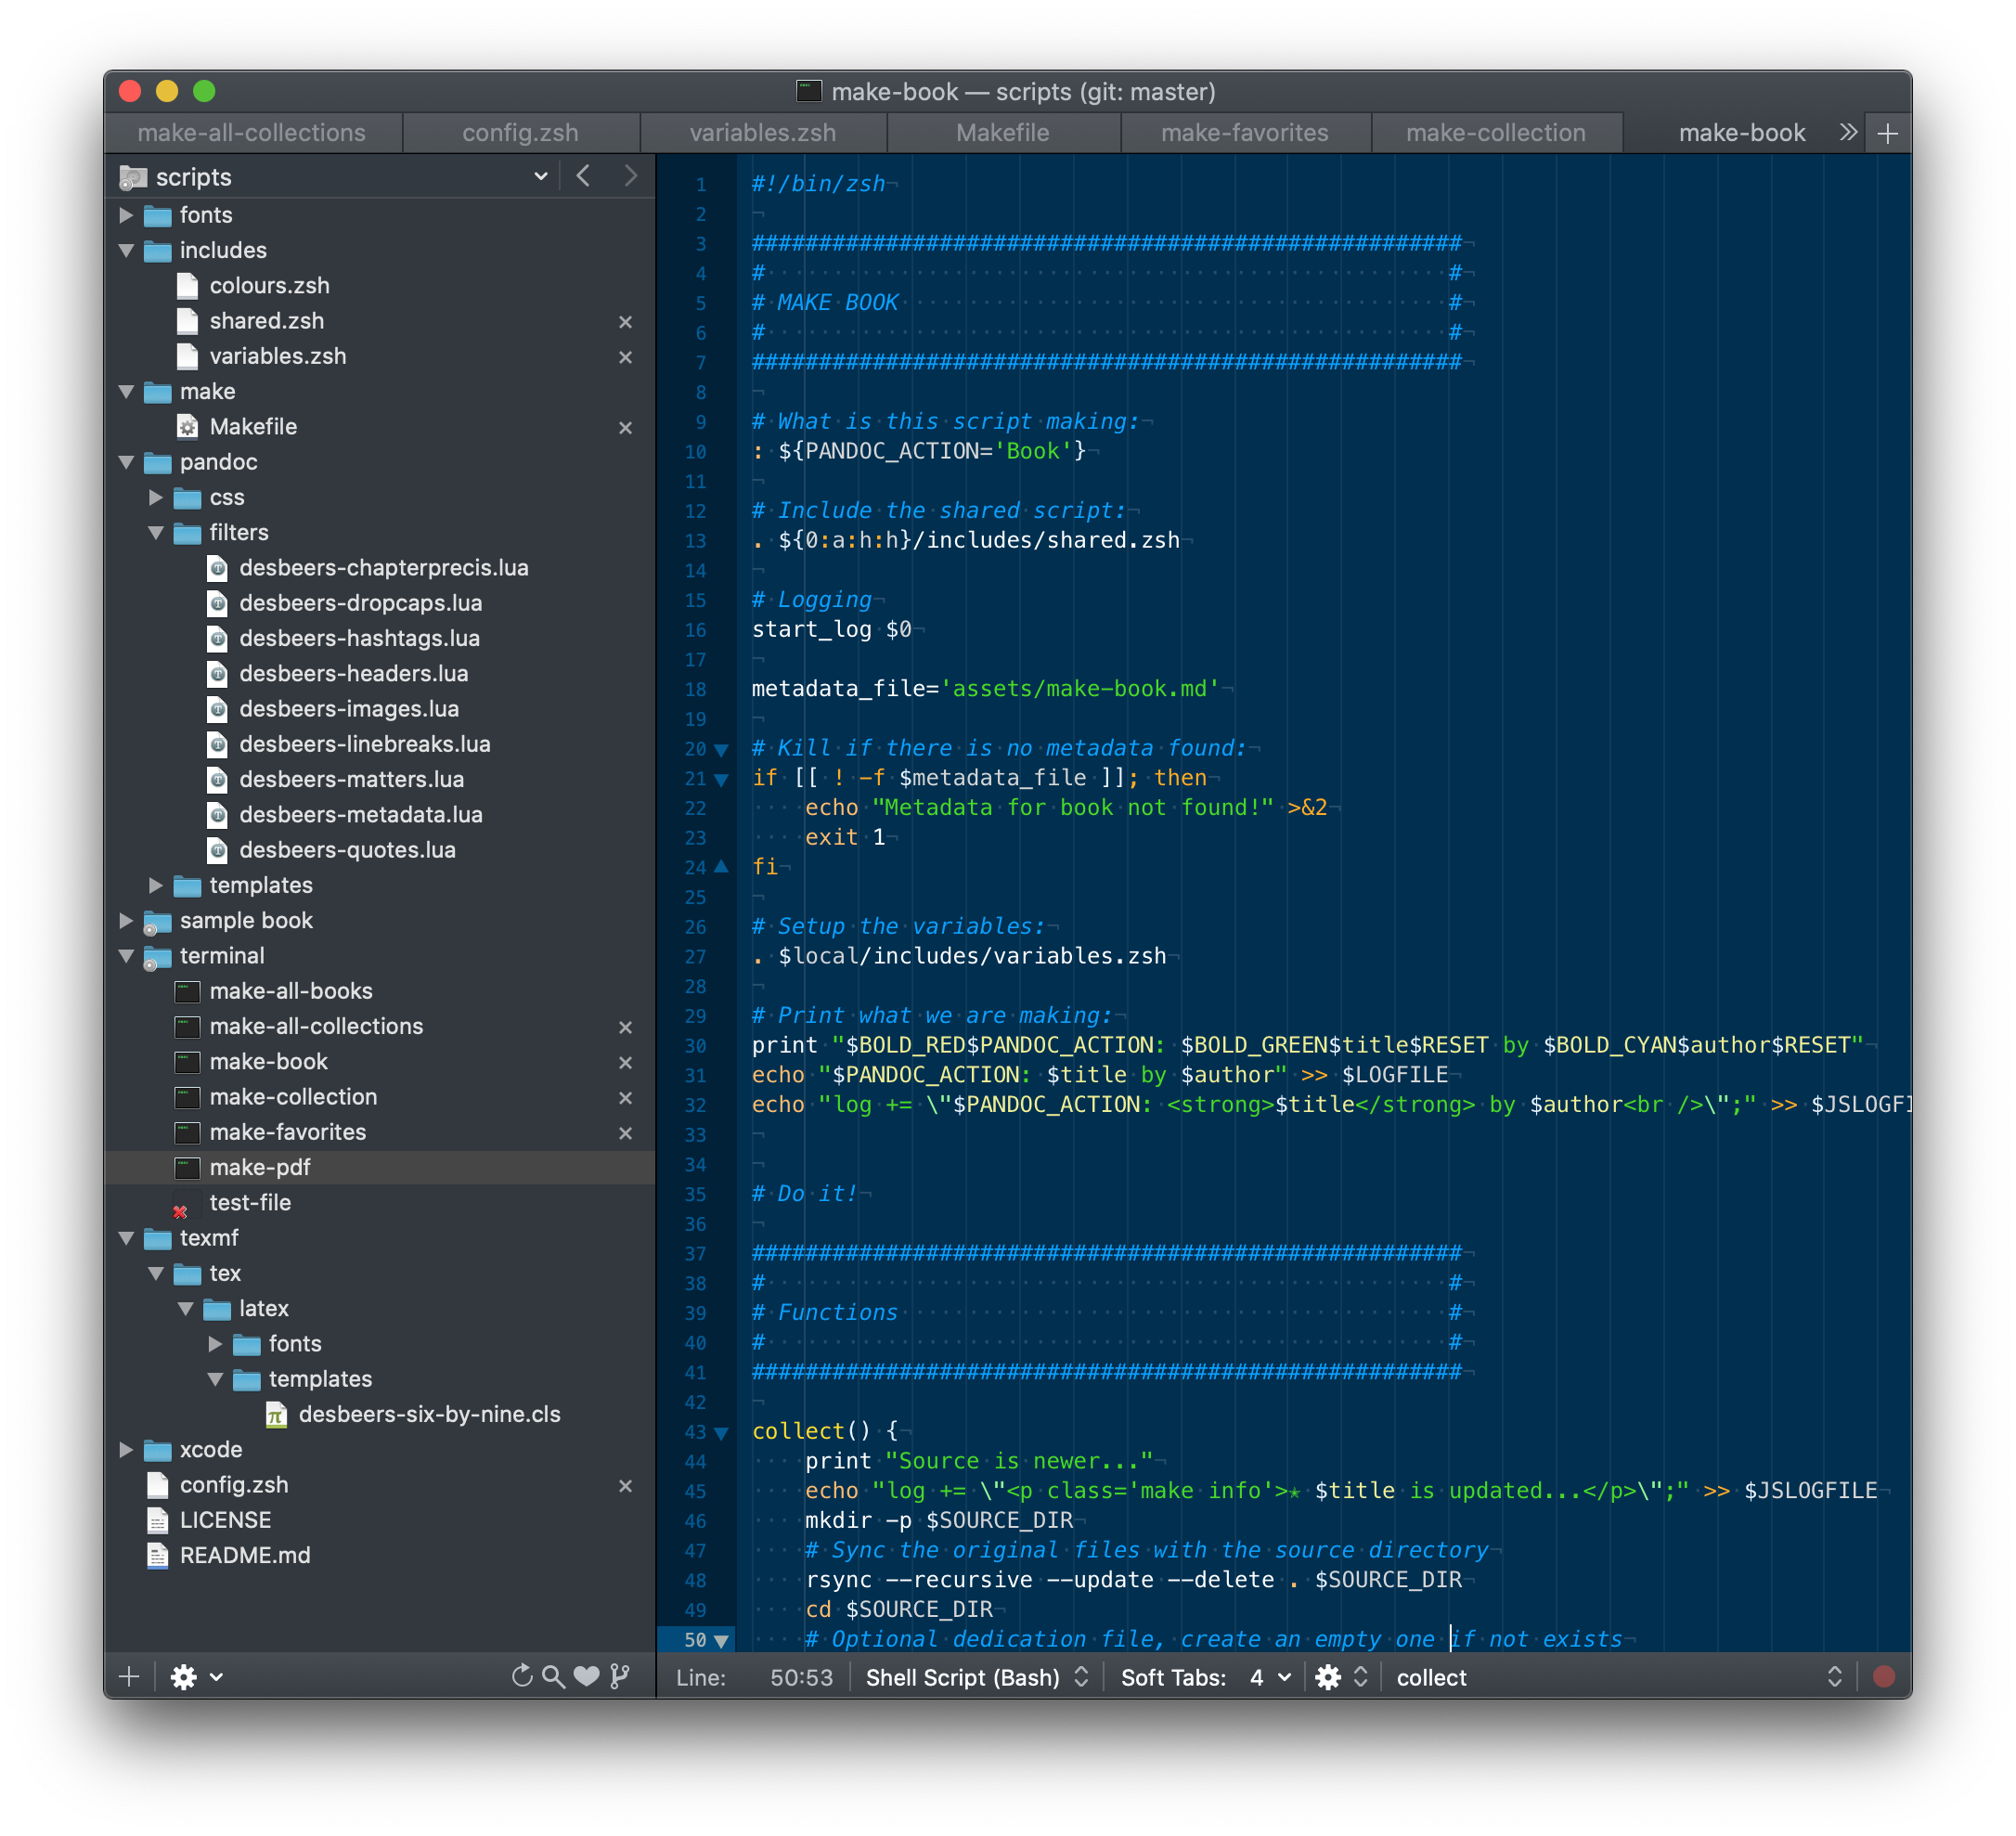 make-book — scripts (git: master)
make-all-collections config.zsh variables.zsh Makefile make-favorites make-collection make-book » +
scripts
fonts
includes
colours.zsh
shared.zsh
variables.zsh
make
Makefile
pandoc
css
filters
desbeers-chapterprecis.lua
desbeers-dropcaps.lua
desbeers-hashtags.lua
desbeers-headers.lua
desbeers-images.lua
desbeers-linebreaks.lua
desbeers-matters.lua
desbeers-metadata.lua
desbeers-quotes.lua
templates
sample book
terminal
make-all-books
make-all-collections
make-book
make-collection
make-favorites
make-pdf
test-file
texmf
tex
latex
fonts
templates
desbeers-six-by-nine.cls
xcode
config.zsh
LICENSE
README.md
1 #!/bin/zsh
2
3 #####################################################
4 # #
5 # MAKE BOOK #
6 # #
7 #####################################################
8
9 # What is this script making:
10 : ${PANDOC_ACTION='Book'}
11
12 # Include the shared script:
13 . ${0:a:h:h}/includes/shared.zsh
14
15 # Logging
16 start_log $0
17
18 metadata_file='assets/make-book.md'
19
20 # Kill if there is no metadata found:
21 if [[ ! -f $metadata_file ]]; then
22     echo "Metadata for book not found!" >&2
23     exit 1
24 fi
25
26 # Setup the variables:
27 . $local/includes/variables.zsh
28
29 # Print what we are making:
30 print "$BOLD_RED$PANDOC_ACTION: $BOLD_GREEN$title$RESET by $BOLD_CYAN$author$RESET"
31 echo "$PANDOC_ACTION: $title by $author" >> $LOGFILE
32 echo "log += \"$PANDOC_ACTION: <strong>$title</strong> by $author<br />\";" >> $JSLOGFI
33
34
35 # Do it!
36
37 #####################################################
38 # #
39 # Functions #
40 # #
41 #####################################################
42
43 collect() {
44     print "Source is newer..."
45     echo "log += \"<p class='make info'>★ $title is updated...</p>\";" >> $JSLOGFILE
46     mkdir -p $SOURCE_DIR
47     # Sync the original files with the source directory
48     rsync --recursive --update --delete . $SOURCE_DIR
49     cd $SOURCE_DIR
50     # Optional dedication file, create an empty one if not exists
Line: 50:53 Shell Script (Bash) Soft Tabs: 4 collect